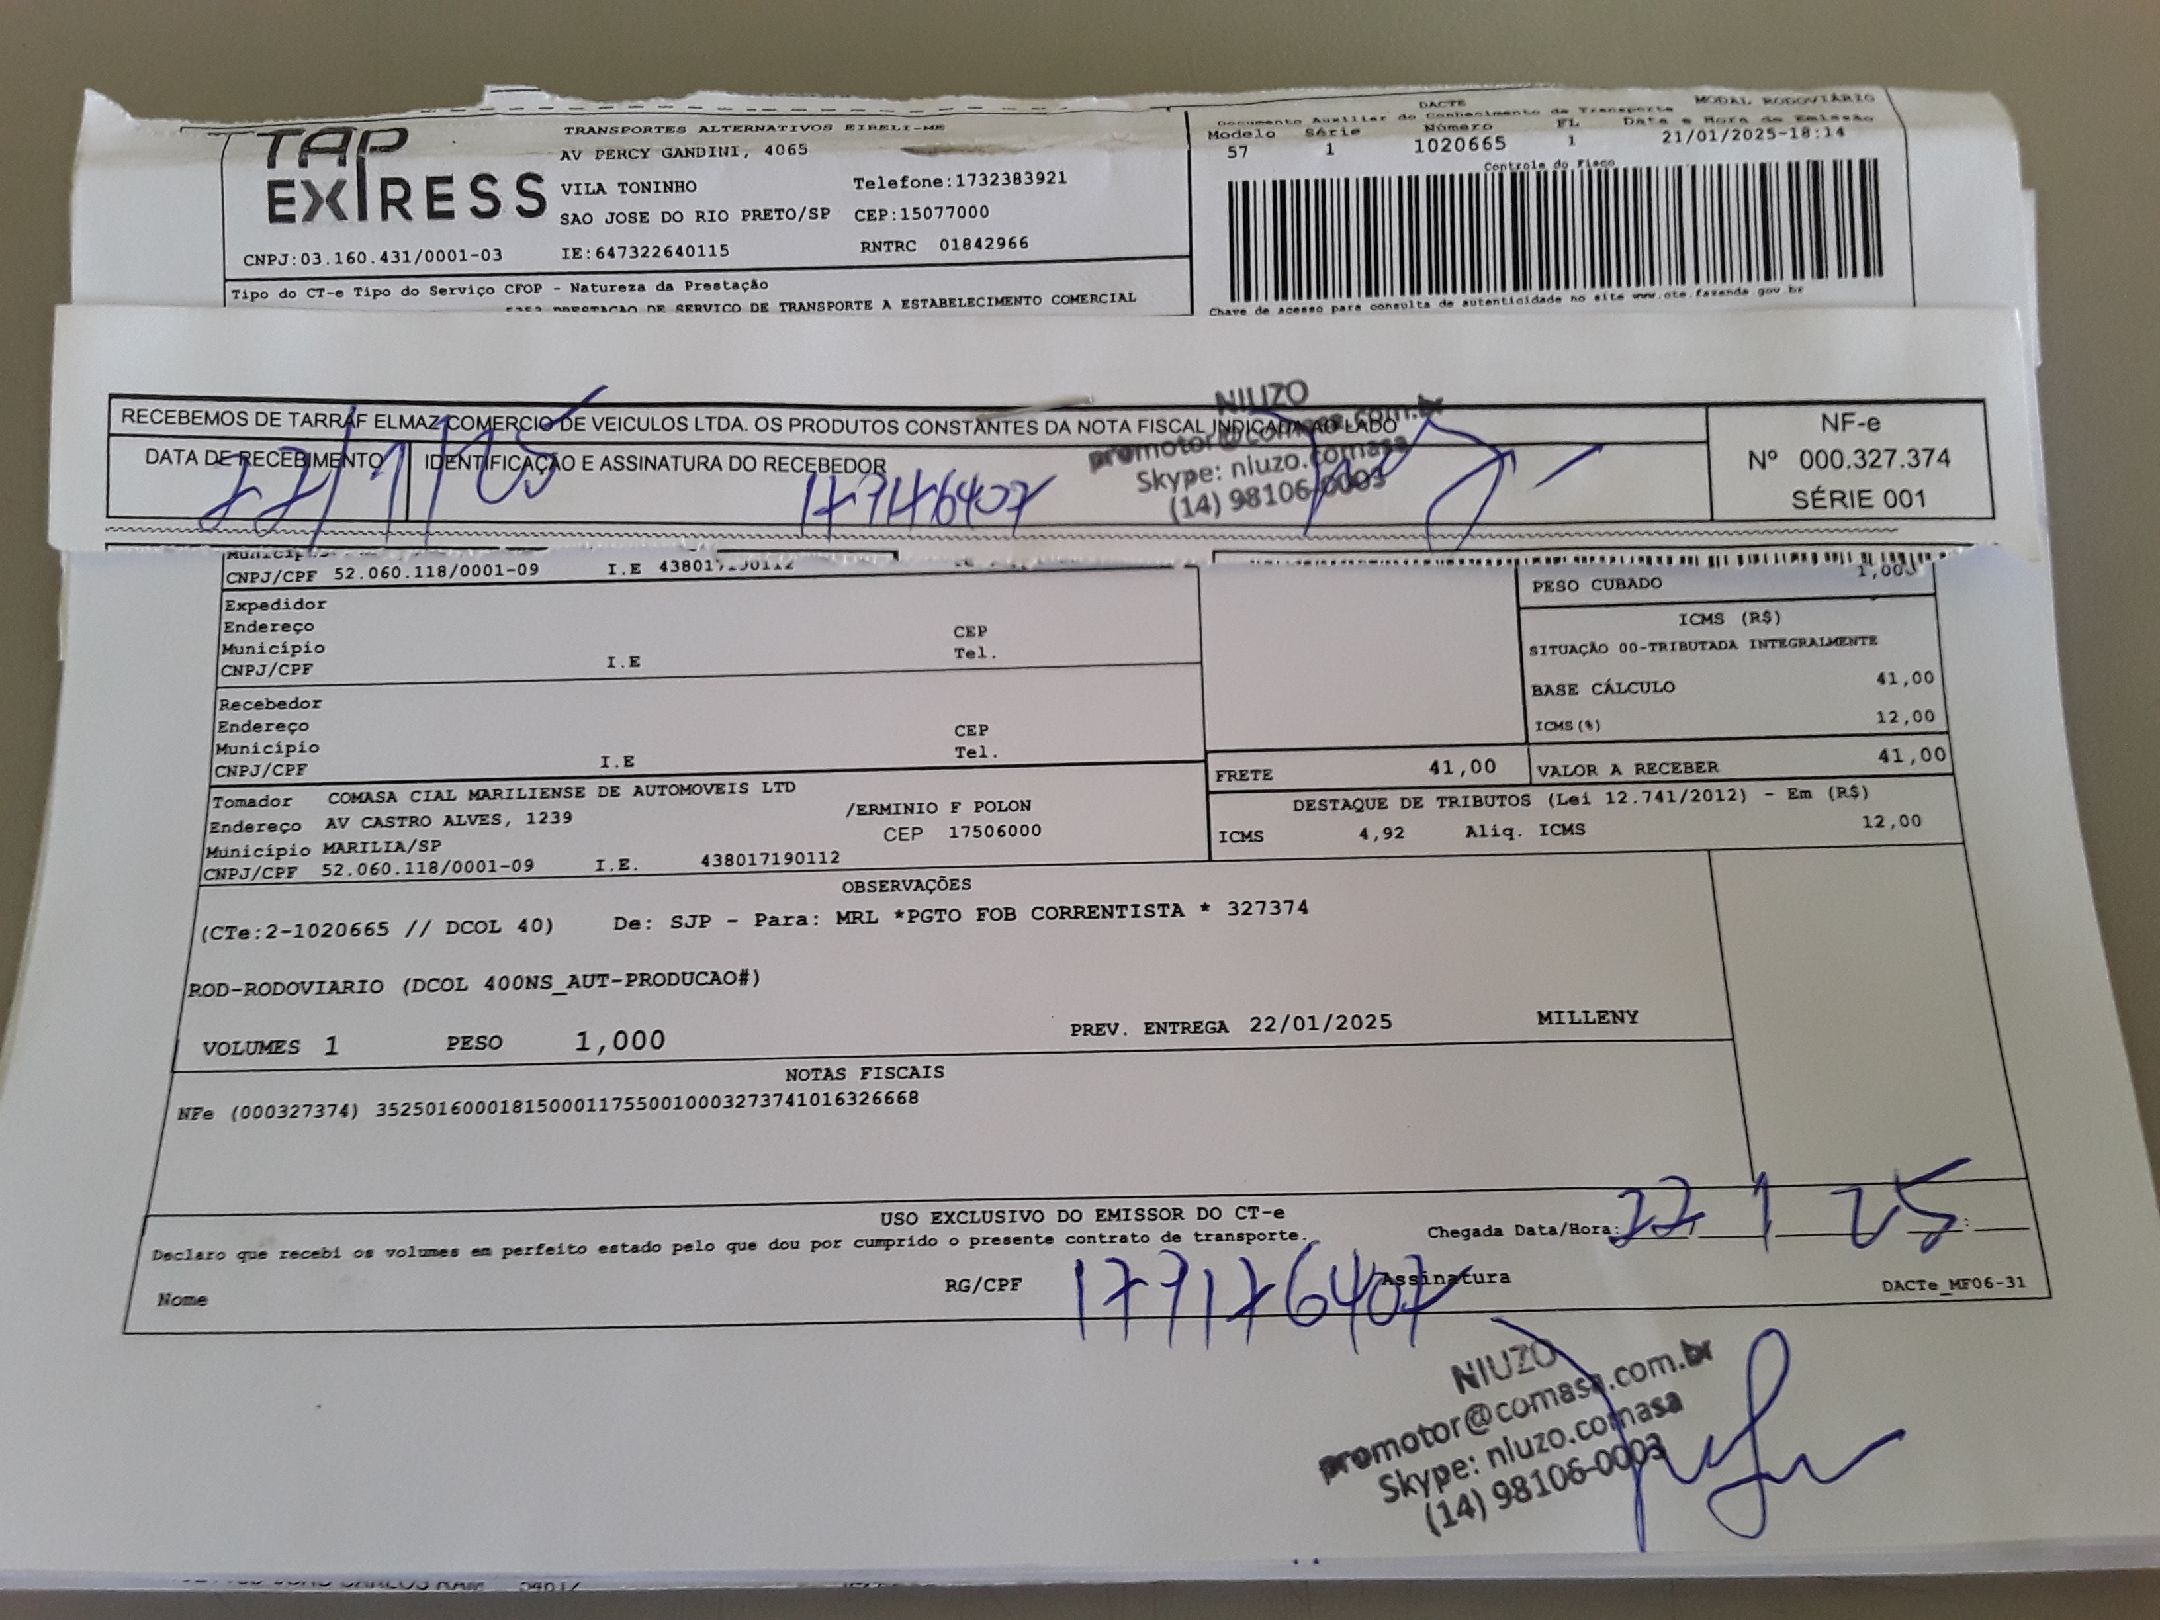 TAP EXPRESS
TRANSPORTES ALTERNATIVOS EIRELI-ME
AV PERCY GANDINI, 4065
VILA TONINHO Telefone:1732383921
SAO JOSE DO RIO PRETO/SP CEP:15077000
CNPJ:03.160.431/0001-03 IE:647322640115 RNTRC 01842966
DACTE MODAL RODOVIÁRIO
Documento Auxiliar do Conhecimento de Transporte
Modelo Série Número FL Data e Hora de Emissão
57 1 1020665 1 21/01/2025-18:14
Controle do Fisco
Chave de acesso para consulta de autenticidade no site www.cte.fazenda.gov.br
Tipo do CT-e Tipo do Serviço CFOP - Natureza da Prestação
5353 PRESTACAO DE SERVICO DE TRANSPORTE A ESTABELECIMENTO COMERCIAL
RECEBEMOS DE TARRAF ELMAZ COMERCIO DE VEICULOS LTDA. OS PRODUTOS CONSTANTES DA NOTA FISCAL INDICADA AO LADO
DATA DE RECEBIMENTO IDENTIFICAÇÃO E ASSINATURA DO RECEBEDOR
22/1/25 17746407
NIUZO
promotor@comasa.com.br
Skype: niuzo.comasa
(14) 98106-0003
NF-e
Nº 000.327.374
SÉRIE 001
CNPJ/CPF 52.060.118/0001-09 I.E 438017190112
Expedidor
Endereço CEP
Município Tel.
CNPJ/CPF I.E
Recebedor
Endereço CEP
Município Tel.
CNPJ/CPF I.E
Tomador COMASA CIAL MARILIENSE DE AUTOMOVEIS LTD
Endereço AV CASTRO ALVES, 1239 /ERMINIO F POLON
Município MARILIA/SP CEP 17506000
CNPJ/CPF 52.060.118/0001-09 I.E. 438017190112
PESO CUBADO 1,000
ICMS (R$)
SITUAÇÃO 00-TRIBUTADA INTEGRALMENTE
BASE CÁLCULO 41,00
ICMS(%) 12,00
FRETE 41,00 VALOR A RECEBER 41,00
DESTAQUE DE TRIBUTOS (Lei 12.741/2012) - Em (R$)
ICMS 4,92 Aliq. ICMS 12,00
OBSERVAÇÕES
(CTe:2-1020665 // DCOL 40) De: SJP - Para: MRL *PGTO FOB CORRENTISTA * 327374
ROD-RODOVIARIO (DCOL 400NS_AUT-PRODUCAO#)
VOLUMES 1 PESO 1,000 PREV. ENTREGA 22/01/2025 MILLENY
NOTAS FISCAIS
NFe (000327374) 35250160001815000117550010003273741016326668
USO EXCLUSIVO DO EMISSOR DO CT-e
Declaro que recebi os volumes em perfeito estado pelo que dou por cumprido o presente contrato de transporte.
Chegada Data/Hora: 22 1 25
Nome RG/CPF 17746407 Assinatura
DACTe_MF06-31
NIUZO
promotor@comasa.com.br
Skype: niuzo.comasa
(14) 98106-0003